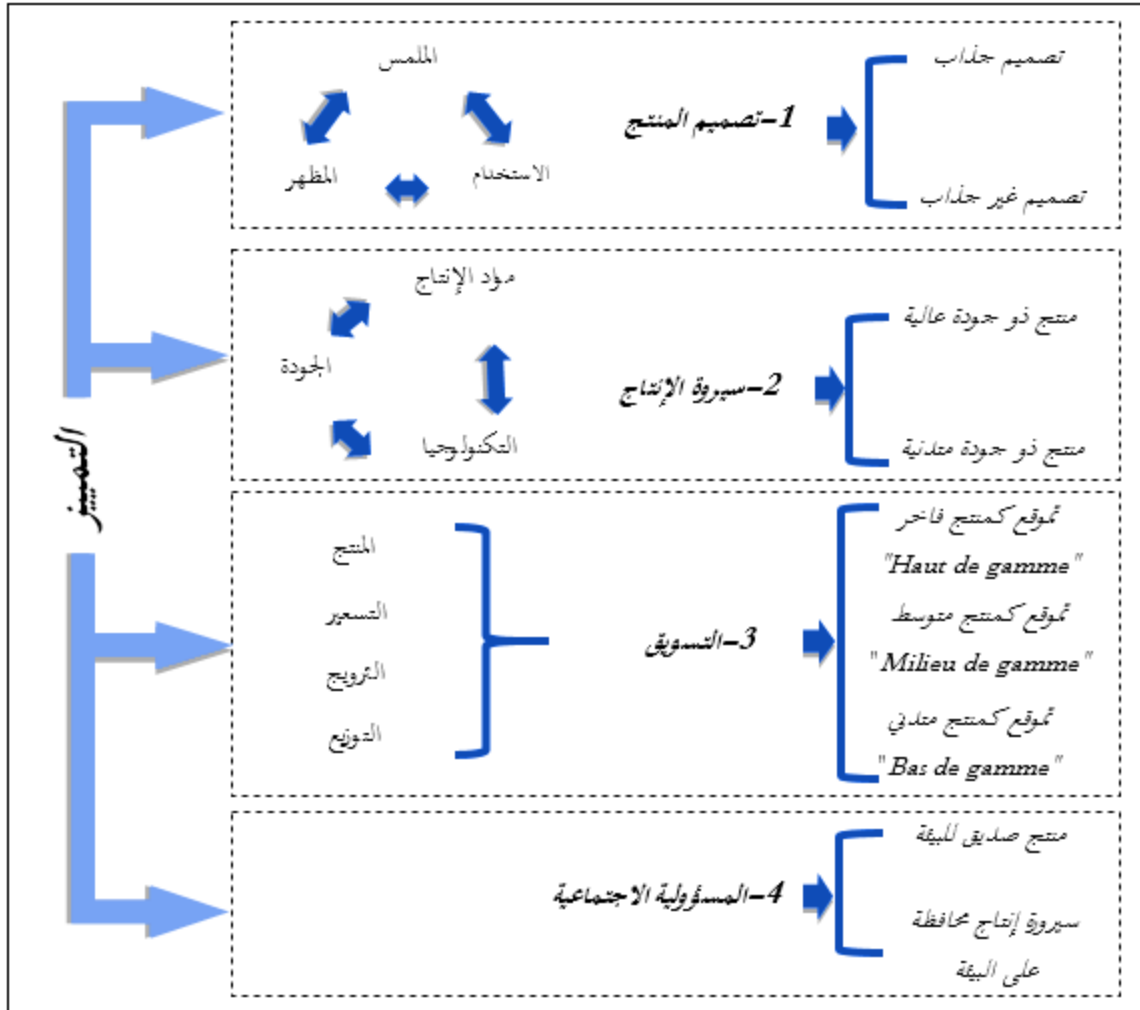 التمييز
الملمس
المظهر
الاستخدام
1-تصميم المنتج
تصميم جذاب
تصميم غير جذاب
مواد الإنتاج
الجودة
التكنولوجيا
2-سيروة الإنتاج
منتج ذو جودة عالية
منتج ذو جودة متدنية
المنتج
التسعير
الترويج
التوزيع
3-التسويق
تموقع كمنتج فاخر
"Haut de gamme"
تموقع كمنتج متوسط
"Milieu de gamme"
تموقع كمنتج متدني
"Bas de gamme"
4-المسؤولية الاجتماعية
منتج صديق للبيئة
سيرورة إنتاج محافظة
على البيئة